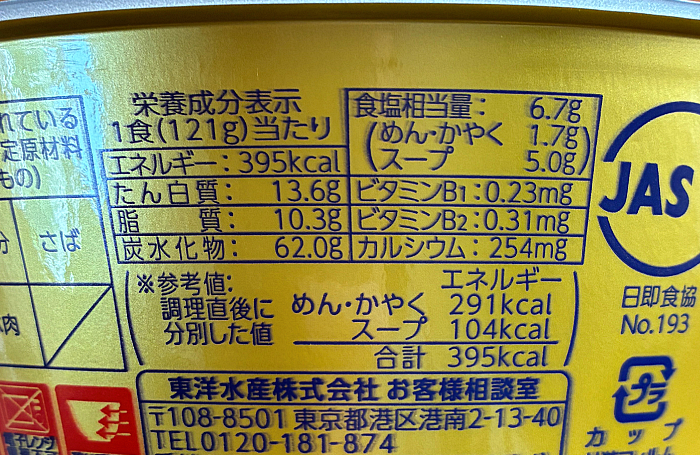 れている
定原材料
もの)
分 さば
肉
栄養成分表示
1食(121g)当たり
エネルギー:395kcal
たん白質: 13.6g
脂質: 10.3g
炭水化物: 62.0g
食塩相当量: 6.7g
(めん・かやく 1.7g
スープ 5.0g)
ビタミンB1:0.23mg
ビタミンB2:0.31mg
カルシウム:254mg
(※参考値: エネルギー
調理直後に めん・かやく 291kcal
分別した値 スープ 104kcal
合計 395kcal)
JAS
日即食協
No.193
プラ
カップ
東洋水産株式会社 お客様相談室
〒108-8501 東京都港区港南2-13-40
TEL0120-181-874
電子レンジ